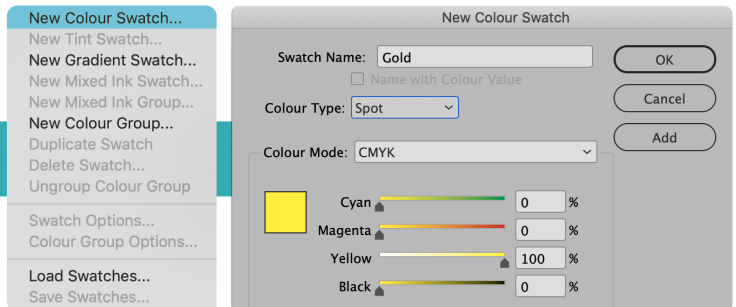 New Colour Swatch...
New Tint Swatch...
New Gradient Swatch...
New Mixed Ink Swatch...
New Mixed Ink Group...
New Colour Group...
Duplicate Swatch
Delete Swatch...
Ungroup Colour Group
Swatch Options...
Colour Group Options...
Load Swatches...
Save Swatches...
New Colour Swatch
Swatch Name: Gold
Name with Colour Value
Colour Type: Spot
Colour Mode: CMYK
Cyan 0 %
Magenta 0 %
Yellow 100 %
Black 0 %
OK
Cancel
Add